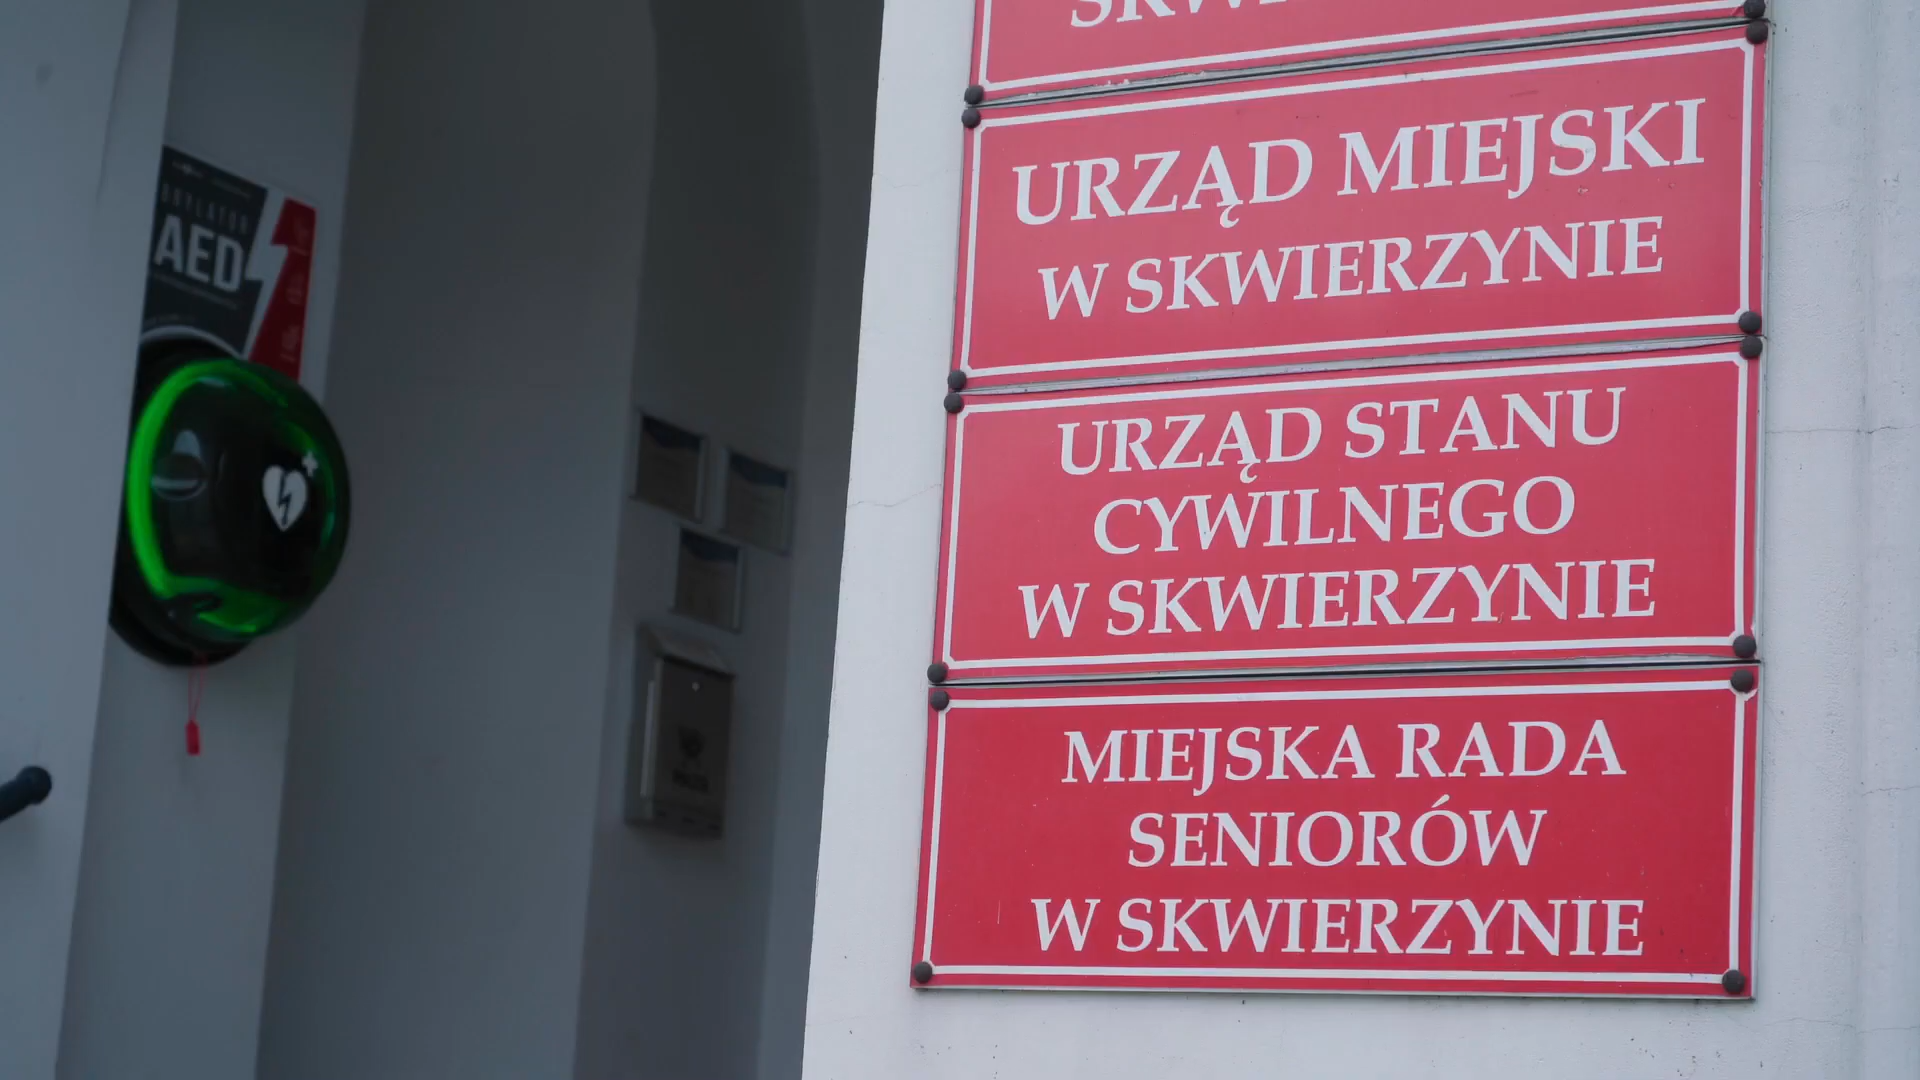 AED
URZĄD MIEJSKI
W SKWIERZYNIE
URZĄD STANU
CYWILNEGO
W SKWIERZYNIE
MIEJSKA RADA
SENIORÓW
W SKWIERZYNIE